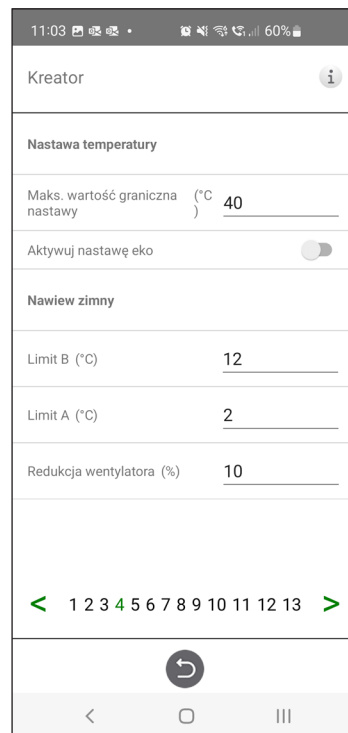 11:03 60%
Kreator i
Nastawa temperatury
Maks. wartość graniczna (°C
nastawy ) 40
Aktywuj nastawę eko
Nawiew zimny
Limit B (°C) 12
Limit A (°C) 2
Redukcja wentylatora (%) 10
< 1 2 3 4 5 6 7 8 9 10 11 12 13 >